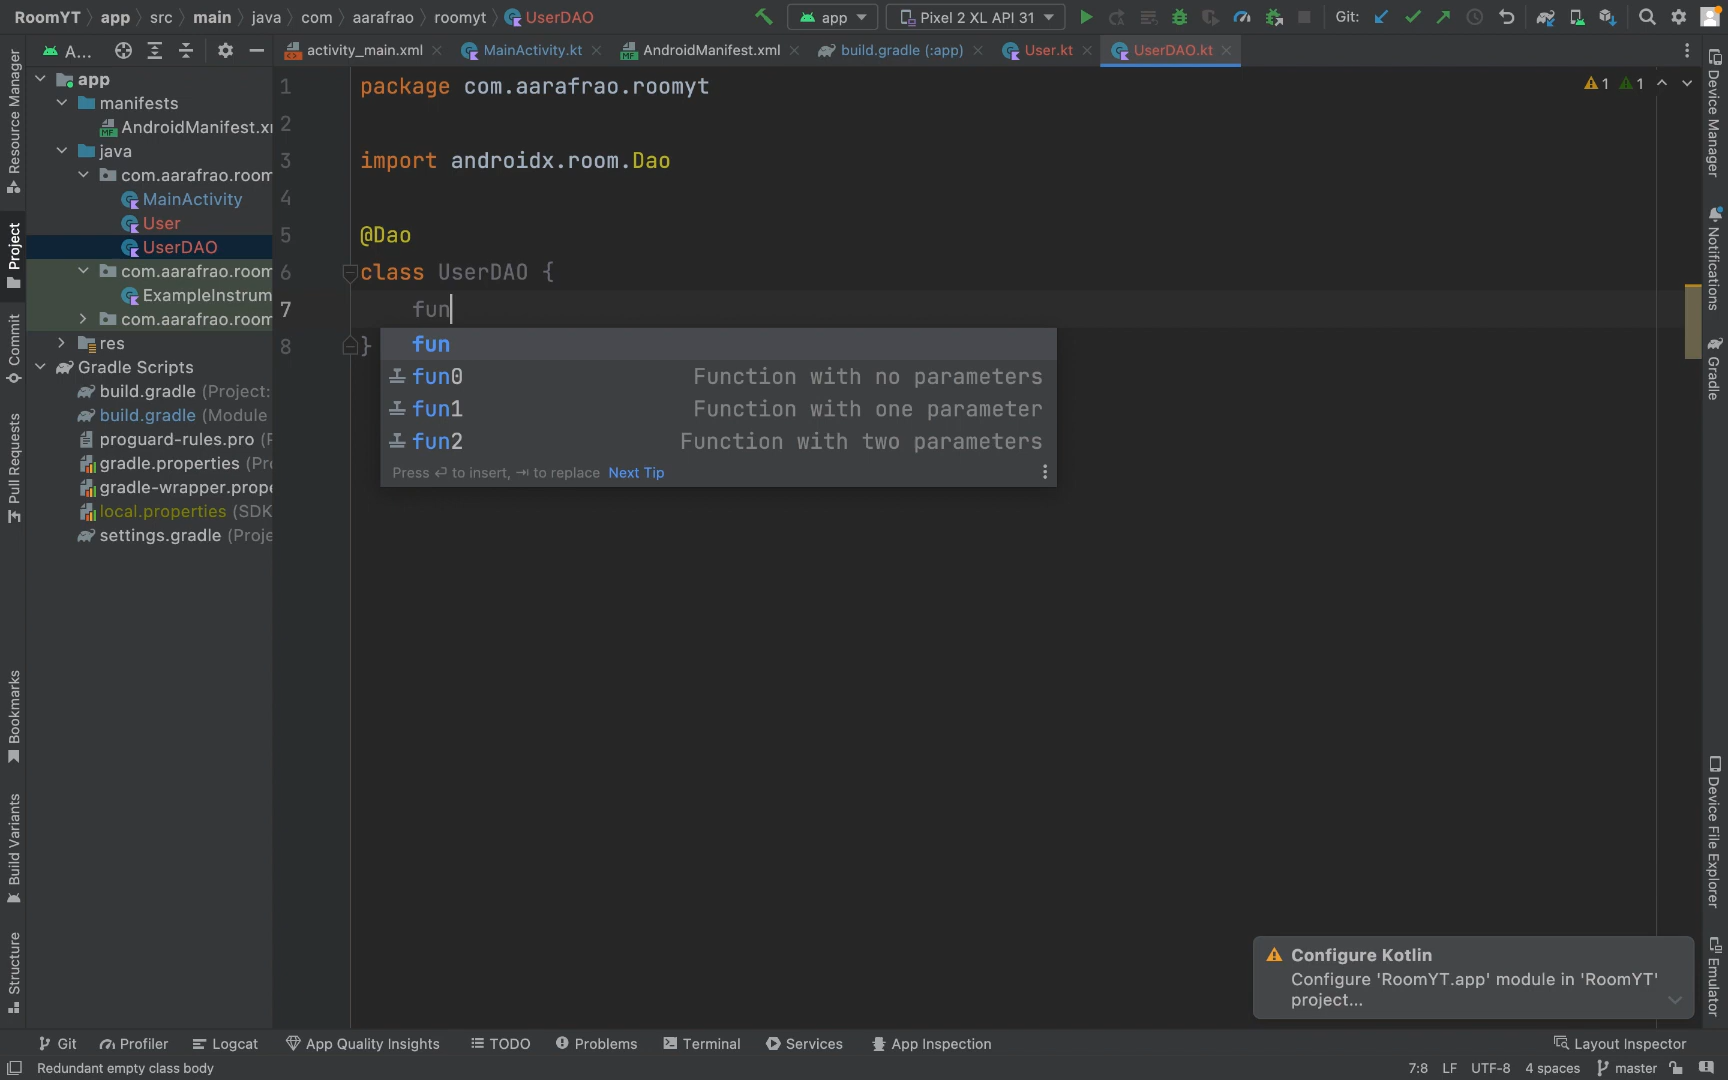 RoomYT app src main java com aarafrao roomyt UserDAO
app
Pixel 2 XL API 31
Git:
A...
activity_main.xml
MainActivity.kt
AndroidManifest.xml
build.gradle (:app)
User.kt
UserDAO.kt
Resource Manager
Project
Commit
Pull Requests
Bookmarks
Build Variants
Structure
app
manifests
AndroidManifest.x
java
com.aarafrao.room
MainActivity
User
UserDAO
com.aarafrao.room
ExampleInstrum
com.aarafrao.room
res
Gradle Scripts
build.gradle (Project:
build.gradle (Module
proguard-rules.pro (
gradle.properties (Pro
gradle-wrapper.prope
local.properties (SDK
settings.gradle (Proje
1 package com.aarafrao.roomyt
2
3 import androidx.room.Dao
4
5 @Dao
6 class UserDAO {
7 fun
8 }
1 1
fun
fun0 Function with no parameters
fun1 Function with one parameter
fun2 Function with two parameters
Press ⏎ to insert, ⇥ to replace Next Tip
Device Manager
Notifications
Gradle
Device File Explorer
Emulator
Configure Kotlin
Configure 'RoomYT.app' module in 'RoomYT'
project...
Git Profiler Logcat App Quality Insights TODO Problems Terminal Services App Inspection Layout Inspector
Redundant empty class body 7:8 LF UTF-8 4 spaces master